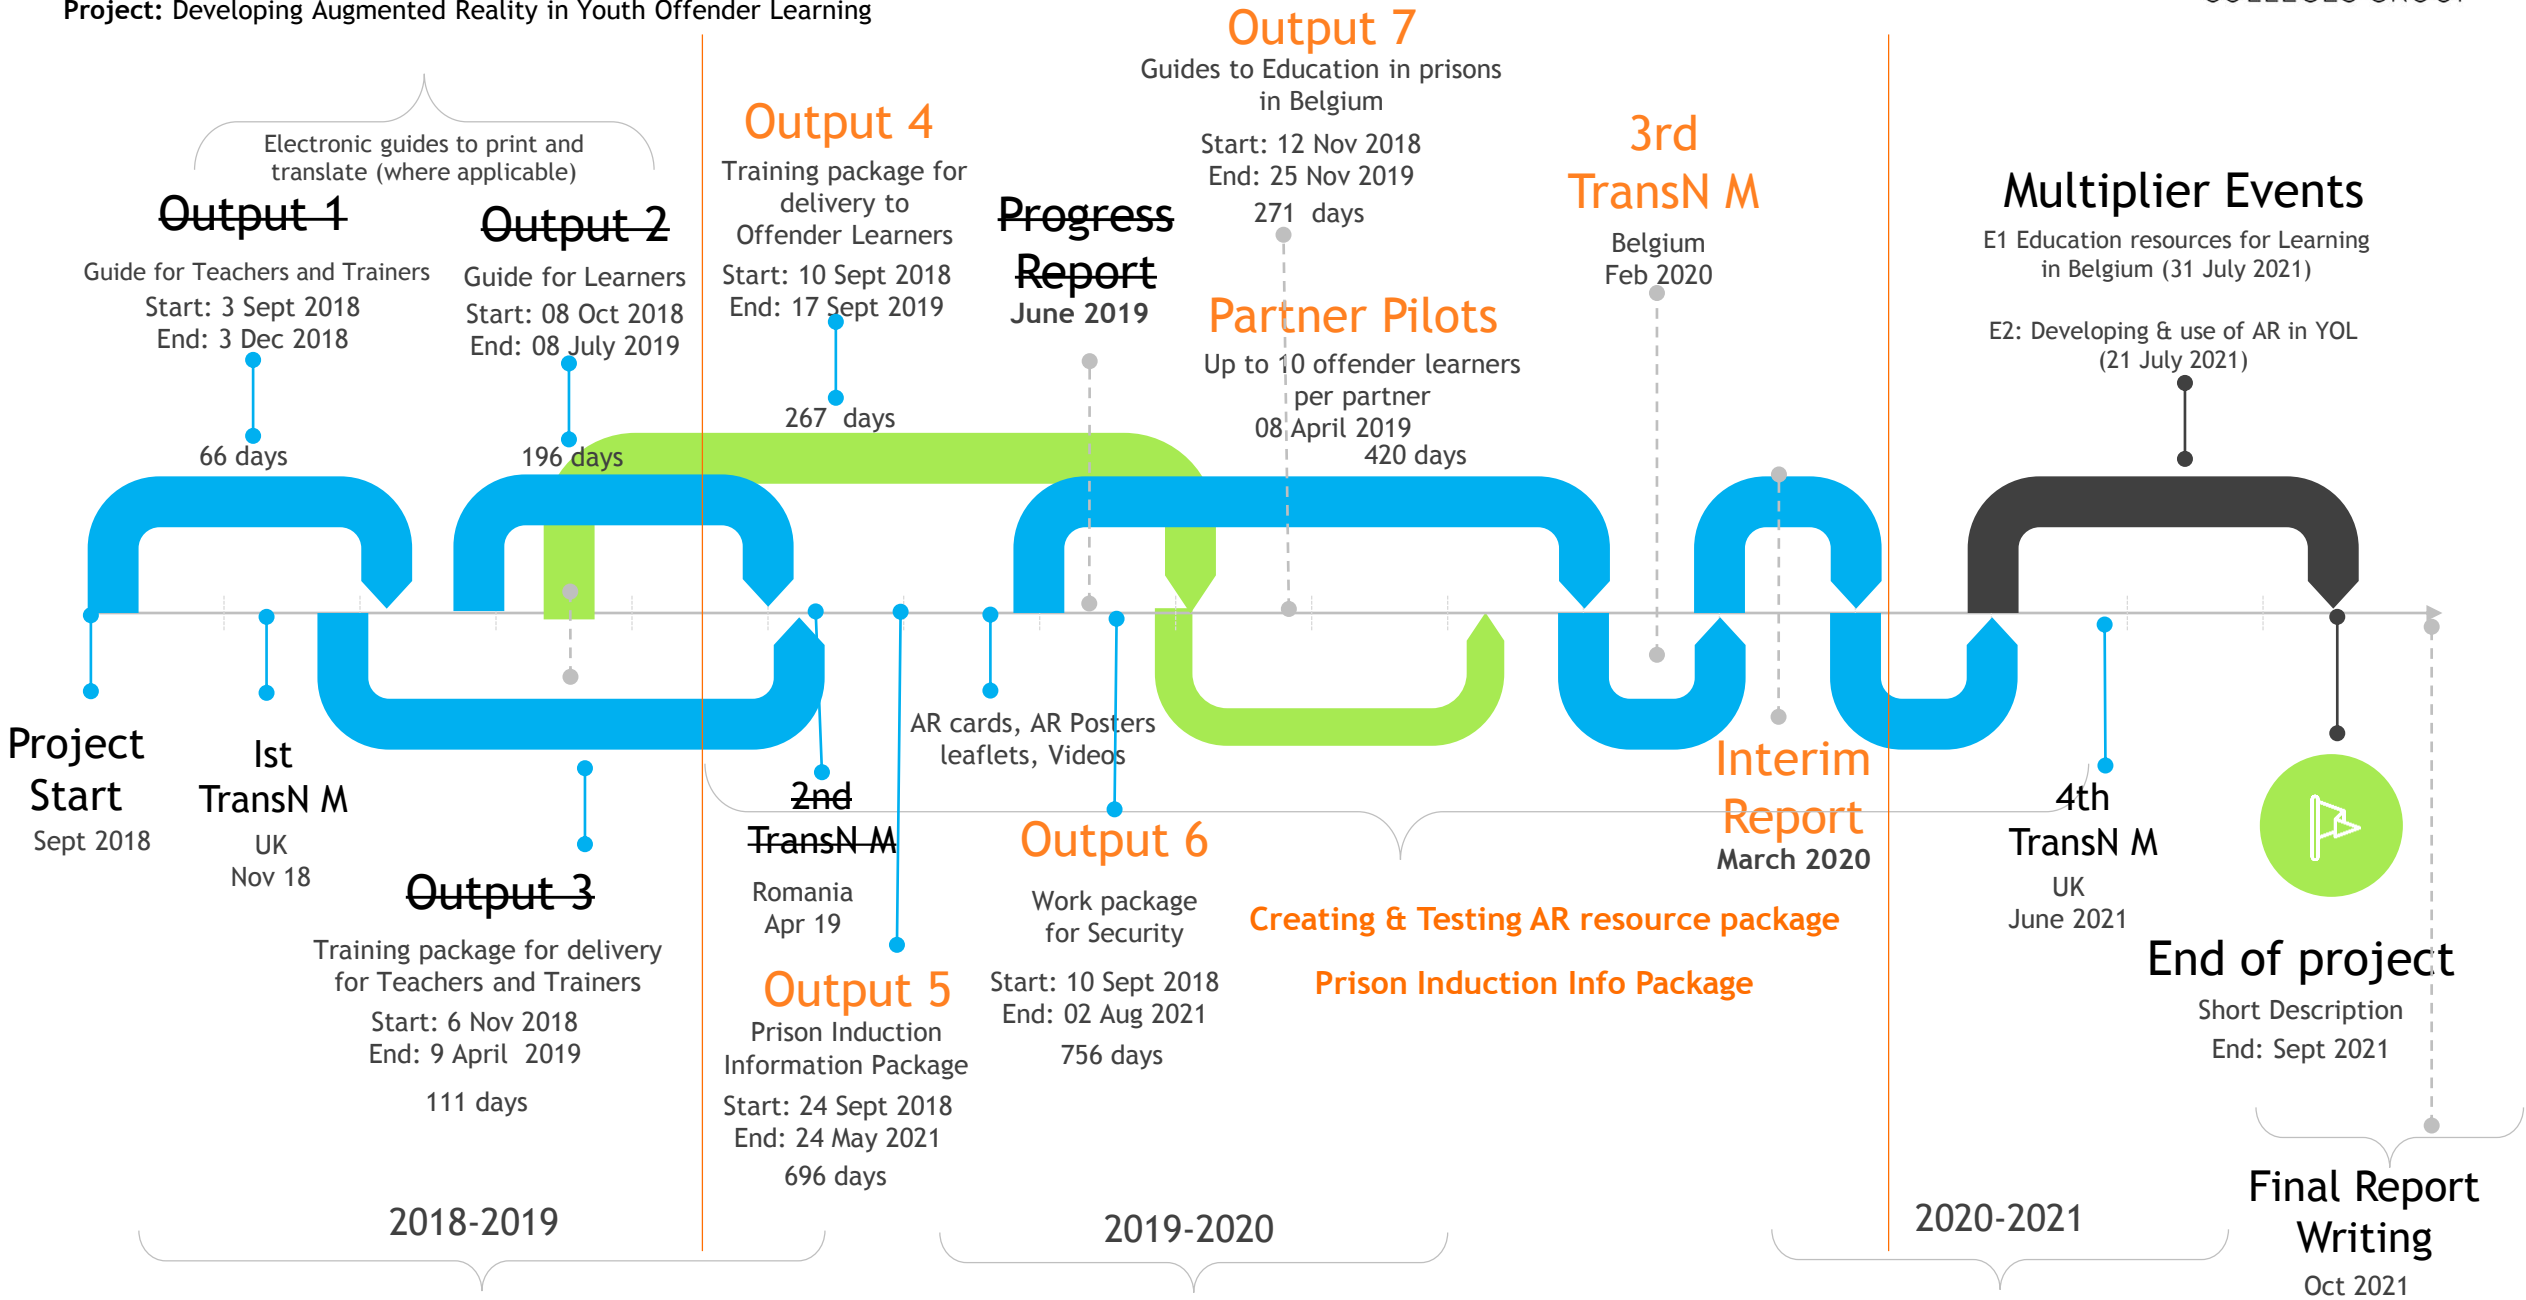 Project: Developing Augmented Reality in Youth Offender Learning
Electronic guides to print and
translate (where applicable)
Output 1
Guide for Teachers and Trainers
Start: 3 Sept 2018
End: 3 Dec 2018
66 days
Output 2
Guide for Learners
Start: 08 Oct 2018
End: 08 July 2019
196 days
Output 4
Training package for
delivery to
Offender Learners
Start: 10 Sept 2018
End: 17 Sept 2019
267 days
Progress
Report
June 2019
Output 7
Guides to Education in prisons
in Belgium
Start: 12 Nov 2018
End: 25 Nov 2019
271 days
Partner Pilots
Up to 10 offender learners
per partner
08 April 2019
420 days
3rd
TransN M
Belgium
Feb 2020
Multiplier Events
E1 Education resources for Learning
in Belgium (31 July 2021)
E2: Developing & use of AR in YOL
(21 July 2021)
Project
Start
Sept 2018
Ist
TransN M
UK
Nov 18
Output 3
Training package for delivery
for Teachers and Trainers
Start: 6 Nov 2018
End: 9 April 2019
111 days
2nd
TransN M
Romania
Apr 19
Output 5
Prison Induction
Information Package
Start: 24 Sept 2018
End: 24 May 2021
696 days
AR cards, AR Posters
leaflets, Videos
Output 6
Work package
for Security
Start: 10 Sept 2018
End: 02 Aug 2021
756 days
Creating & Testing AR resource package
Prison Induction Info Package
Interim
Report
March 2020
4th
TransN M
UK
June 2021
End of project
Short Description
End: Sept 2021
Final Report
Writing
Oct 2021
2018-2019
2019-2020
2020-2021